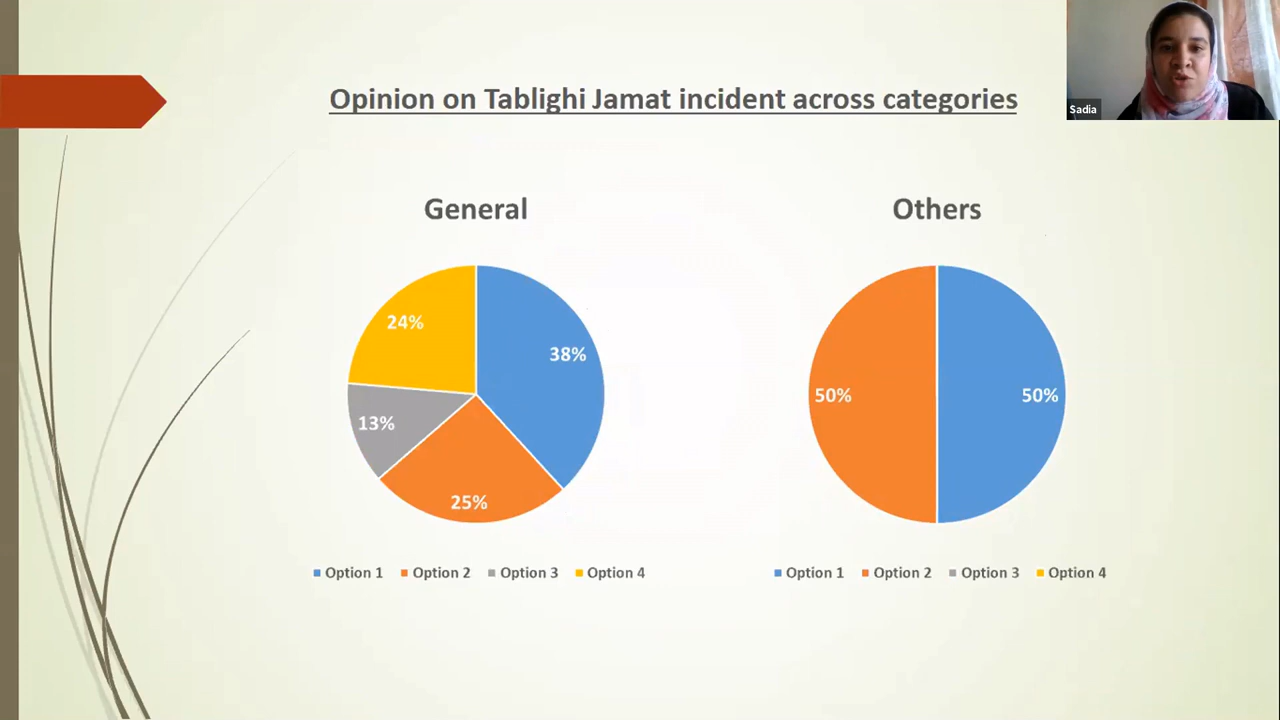 Opinion on Tablighi Jamat incident across categories
Sadia
General
24%
38%
13%
25%
Option 1 Option 2 Option 3 Option 4
Others
50%
50%
Option 1 Option 2 Option 3 Option 4